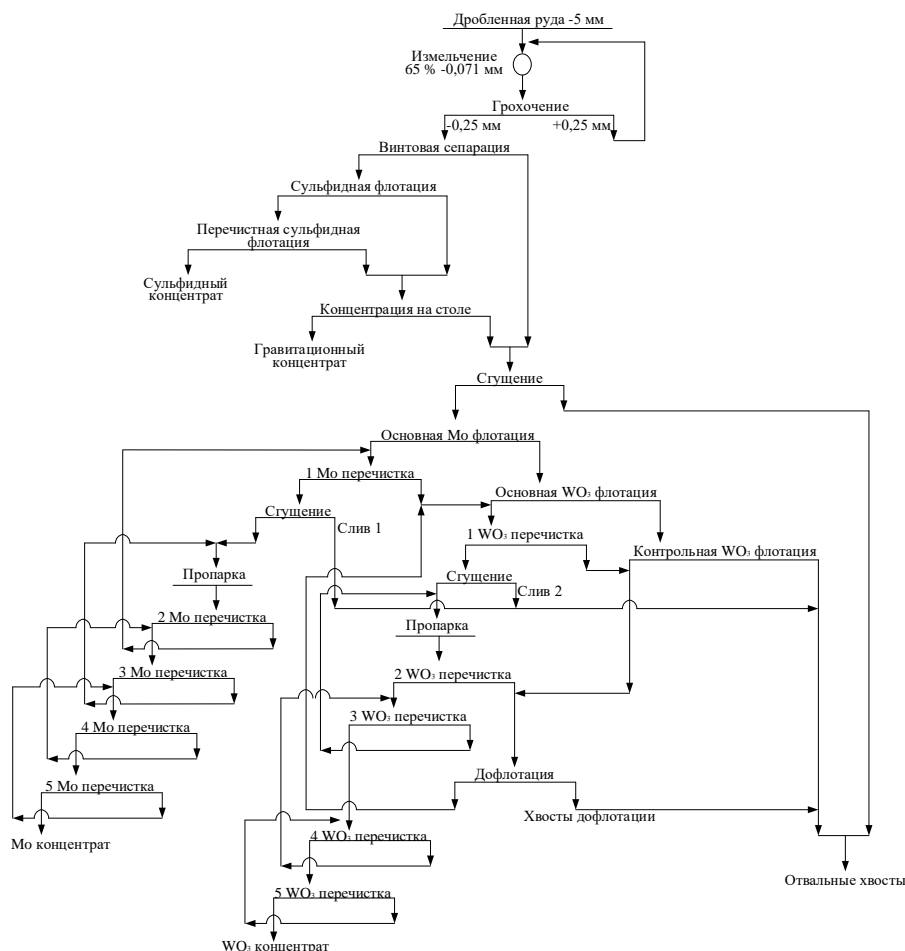 Дробленная руда -5 мм
Измельчение
65 % -0,071 мм
Грохочение
-0,25 мм
+0,25 мм
Винтовая сепарация
Сульфидная флотация
Перечистная сульфидная
флотация
Сульфидный
концентрат
Концентрация на столе
Гравитационный
концентрат
Сгущение
Основная Mo флотация
1 Mo перечистка
Основная WO₃ флотация
Сгущение
Слив 1
1 WO₃ перечистка
Контрольная WO₃ флотация
Пропарка
Сгущение
Слив 2
2 Mo перечистка
Пропарка
3 Mo перечистка
2 WO₃ перечистка
3 WO₃ перечистка
4 Mo перечистка
Дофлотация
5 Mo перечистка
Хвосты дофлотации
Mo концентрат
4 WO₃ перечистка
Отвальные хвосты
5 WO₃ перечистка
WO₃ концентрат